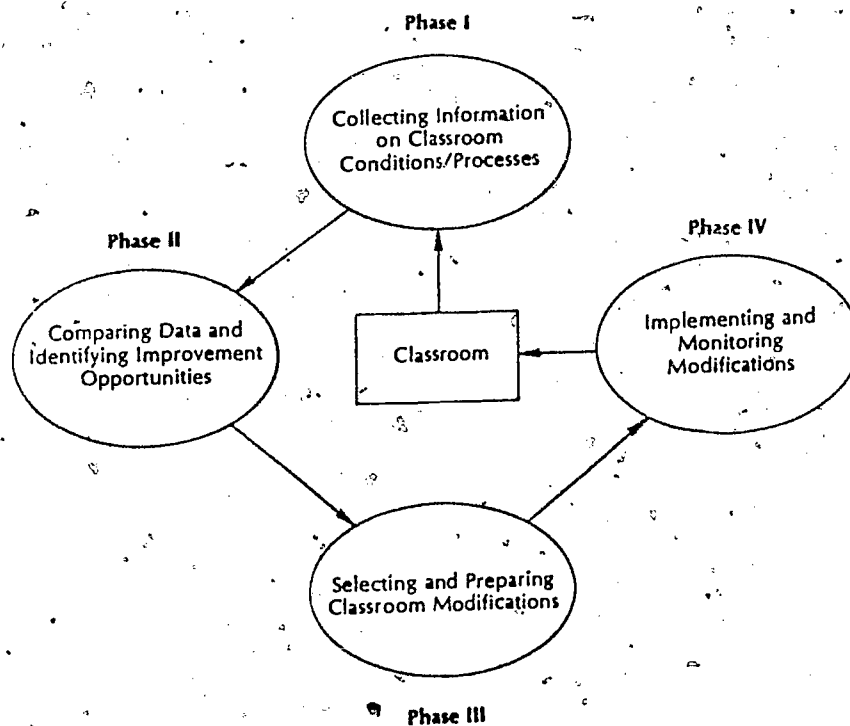 Phase I
Collecting Information
on Classroom
Conditions/Processes
Phase II
Comparing Data and
Identifying Improvement
Opportunities
Classroom
Phase IV
Implementing and
Monitoring
Modifications
Selecting and Preparing
Classroom Modifications
Phase III